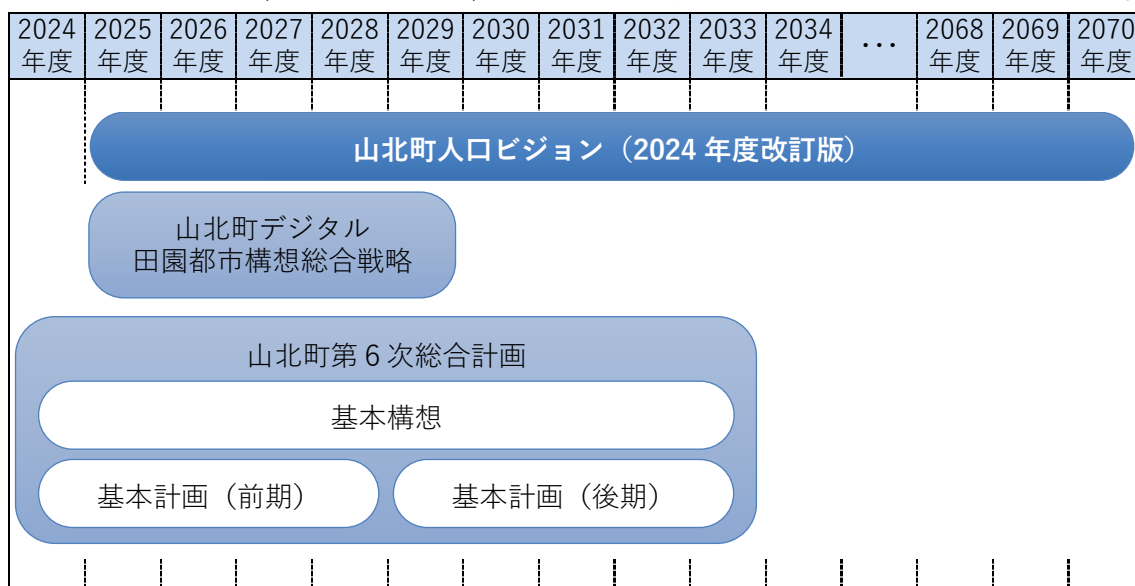 2024 2025 2026 2027 2028 2029 2030 2031 2032 2033 2034 … 2068 2069 2070
年度 年度 年度 年度 年度 年度 年度 年度 年度 年度 年度 年度 年度 年度
山北町人口ビジョン（2024 年度改訂版）
山北町デジタル
田園都市構想総合戦略
山北町第６次総合計画
基本構想
基本計画（前期） 基本計画（後期）